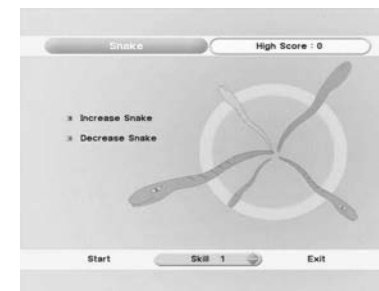 Snake
High Score : 0
Increase Snake
Decrease Snake
Start
Skill 1
Exit